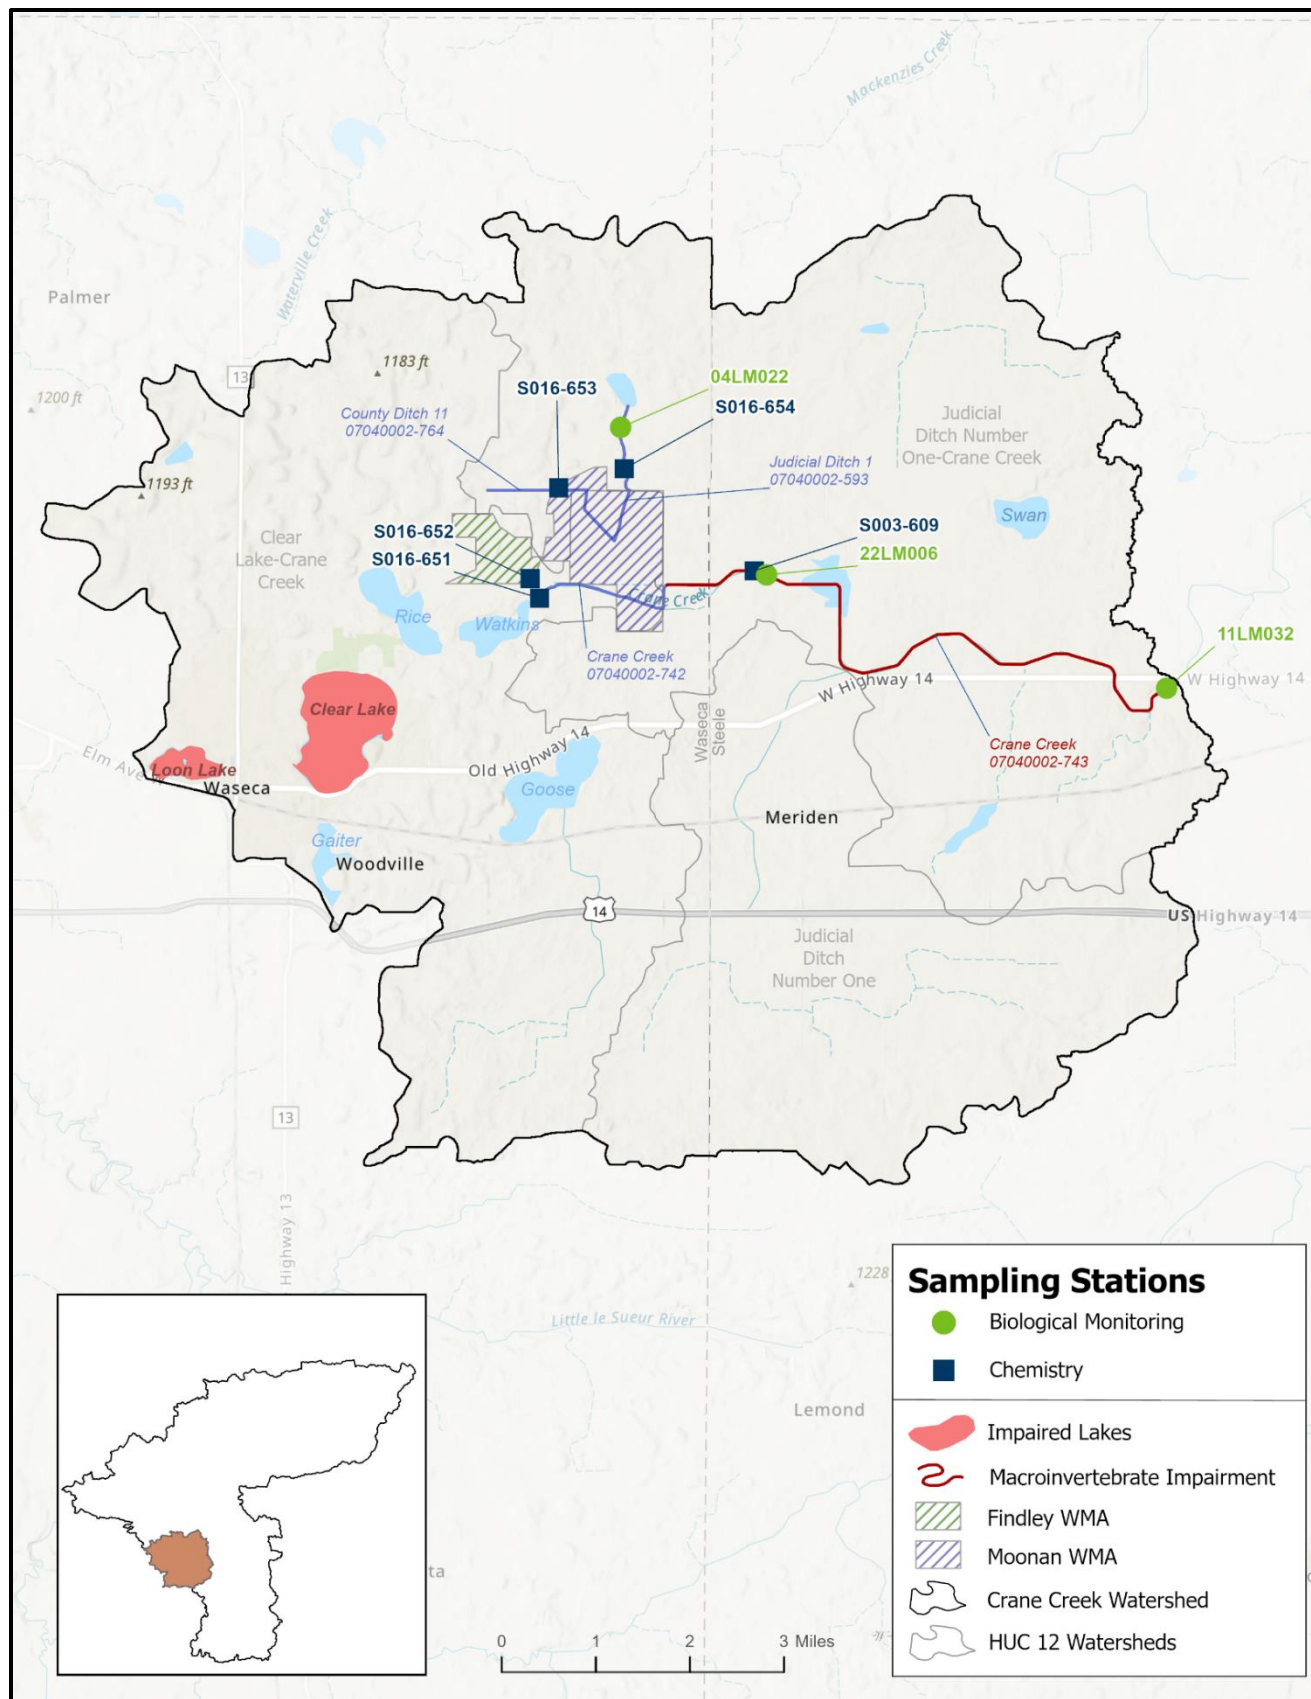 Mackenzies Creek
Waterville Creek
Palmer
13
1183 ft
1200 ft
04LM022
S016-653
S016-654
County Ditch 11
07040002-764
Judicial
Ditch Number
One-Crane Creek
Judicial Ditch 1
07040002-593
1193 ft
Swan
S016-652
S016-651
S003-609
22LM006
Clear
Lake-Crane
Creek
Rice
Watkins
Crane Creek
11LM032
Crane Creek
07040002-742
W Highway 14
W Highway 14
Clear Lake
Waseca
Steele
Crane Creek
07040002-743
Elm Ave W
Loon Lake
Waseca
Old Highway 14
Goose
Meriden
Gaiter
Woodville
14
US Highway 14
Judicial
Ditch
Number One
13
Highway 13
1228
Little le Sueur River
Lemond
ta
0 1 2 3 Miles
Sampling Stations
Biological Monitoring
Chemistry
Impaired Lakes
Macroinvertebrate Impairment
Findley WMA
Moonan WMA
Crane Creek Watershed
HUC 12 Watersheds